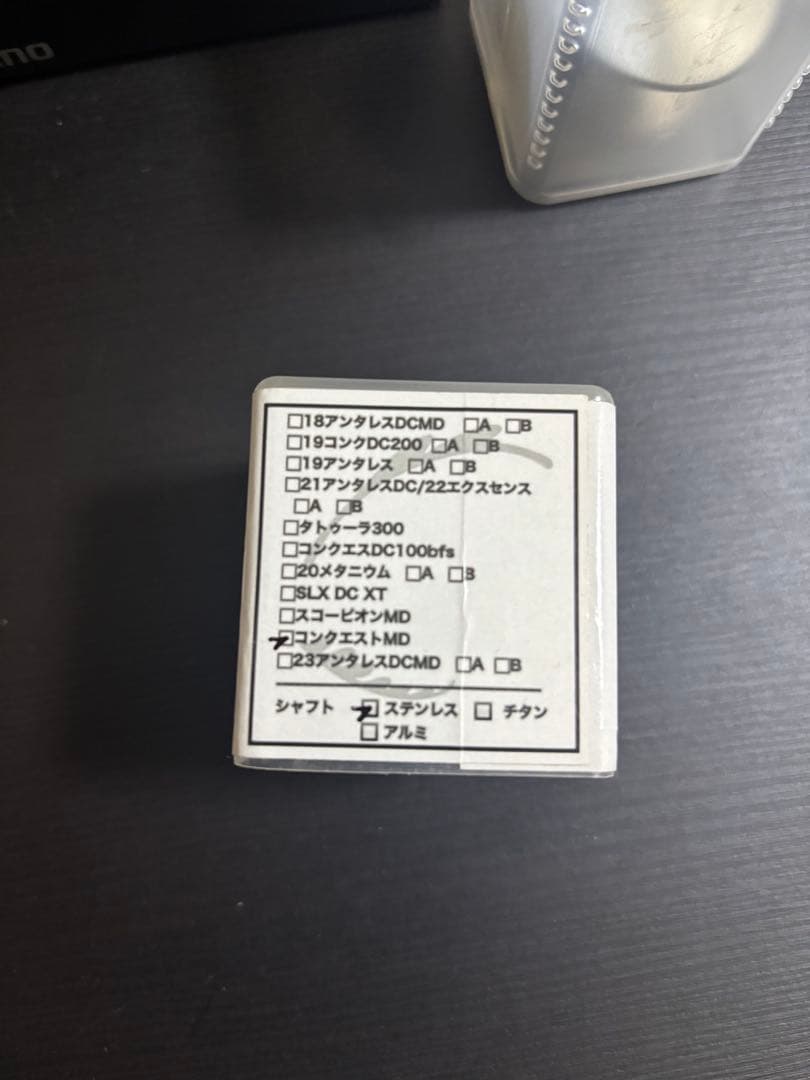 no
□18アンタレスDCMD □A □B
□19コンクDC200 □A □B
□19アンタレス □A □B
□21アンタレスDC/22エクスセンス
□A □B
□タトゥーラ300
□コンクエスDC100bfs
□20メタニウム □A □B
□SLX DC XT
□スコーピオンMD
□コンクエストMD
□23アンタレスDCMD □A □B
シャフト □ステンレス □ チタン
□アルミ